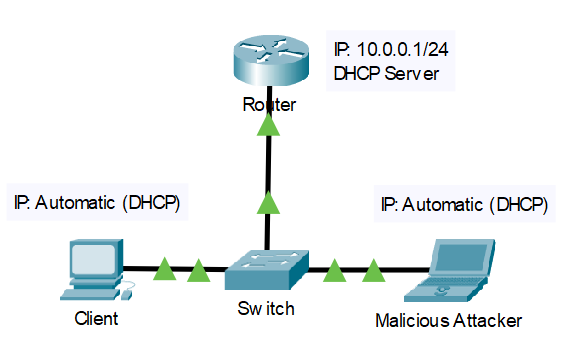 IP: 10.0.0.1/24
DHCP Server
Router
IP: Automatic (DHCP)
IP: Automatic (DHCP)
Client
Switch
Malicious Attacker